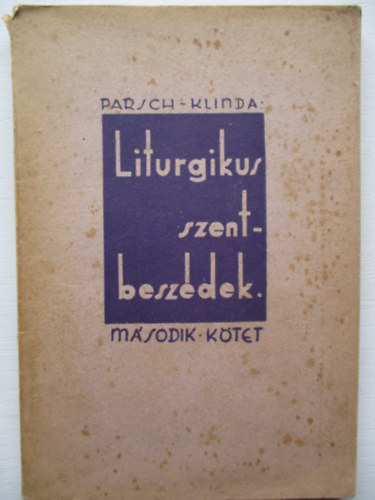 PARSCH-KLINDA:
Liturgikus
szent-
beszédek.
MÁSODIK·KÖTET